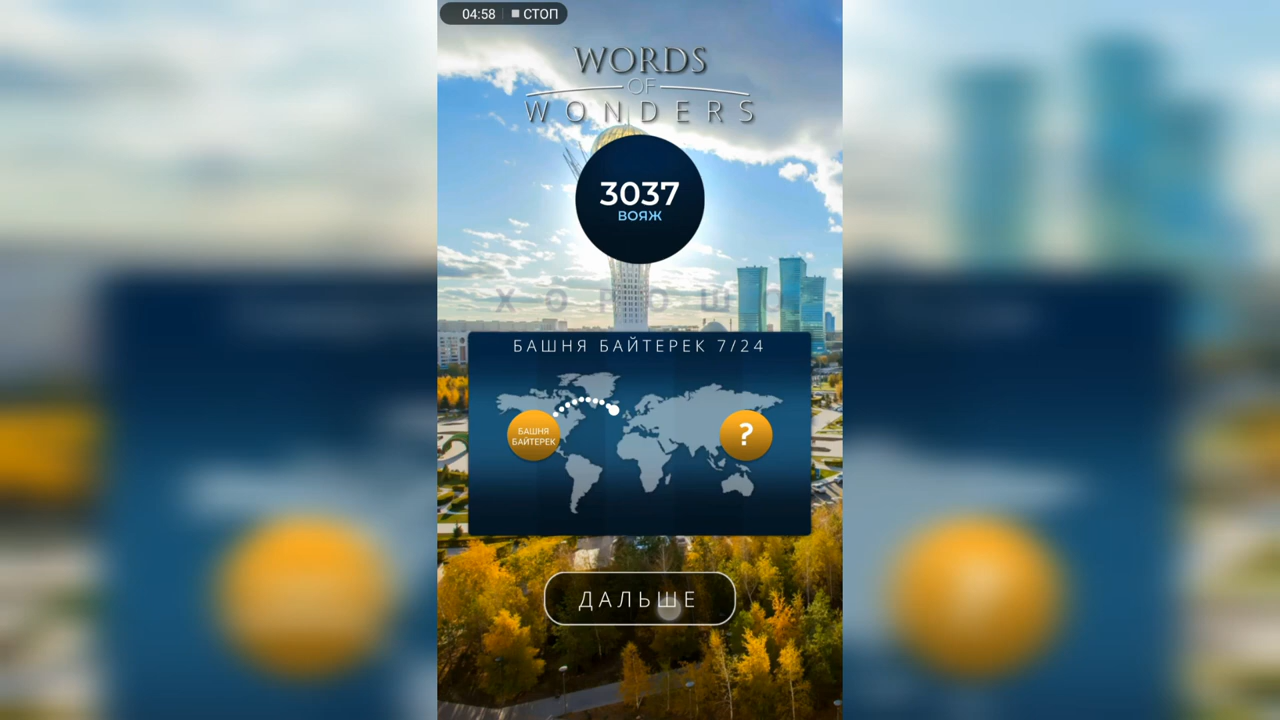 04:58 СТОП
WORDS
OF
WONDERS
3037
ВОЯЖ
ХОРОШО
БАШНЯ БАЙТЕРЕК 7/24
БАШНЯ
БАЙТЕРЕК
?
ДАЛЬШЕ